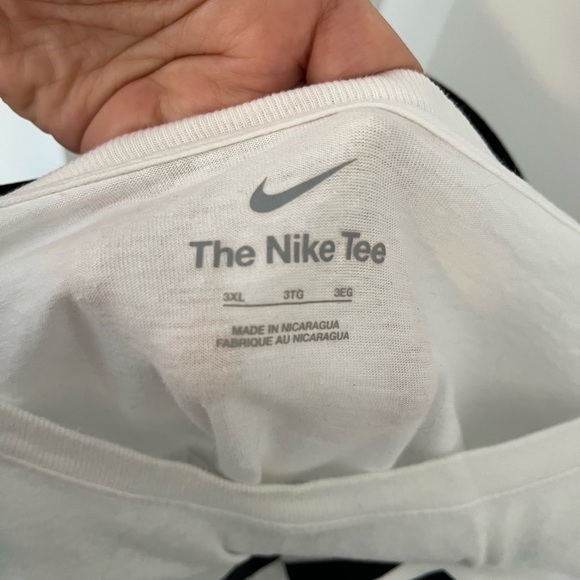 The Nike Tee
3XL 3TG 3EG
MADE IN NICARAGUA
FABRIQUE AU NICARAGUA